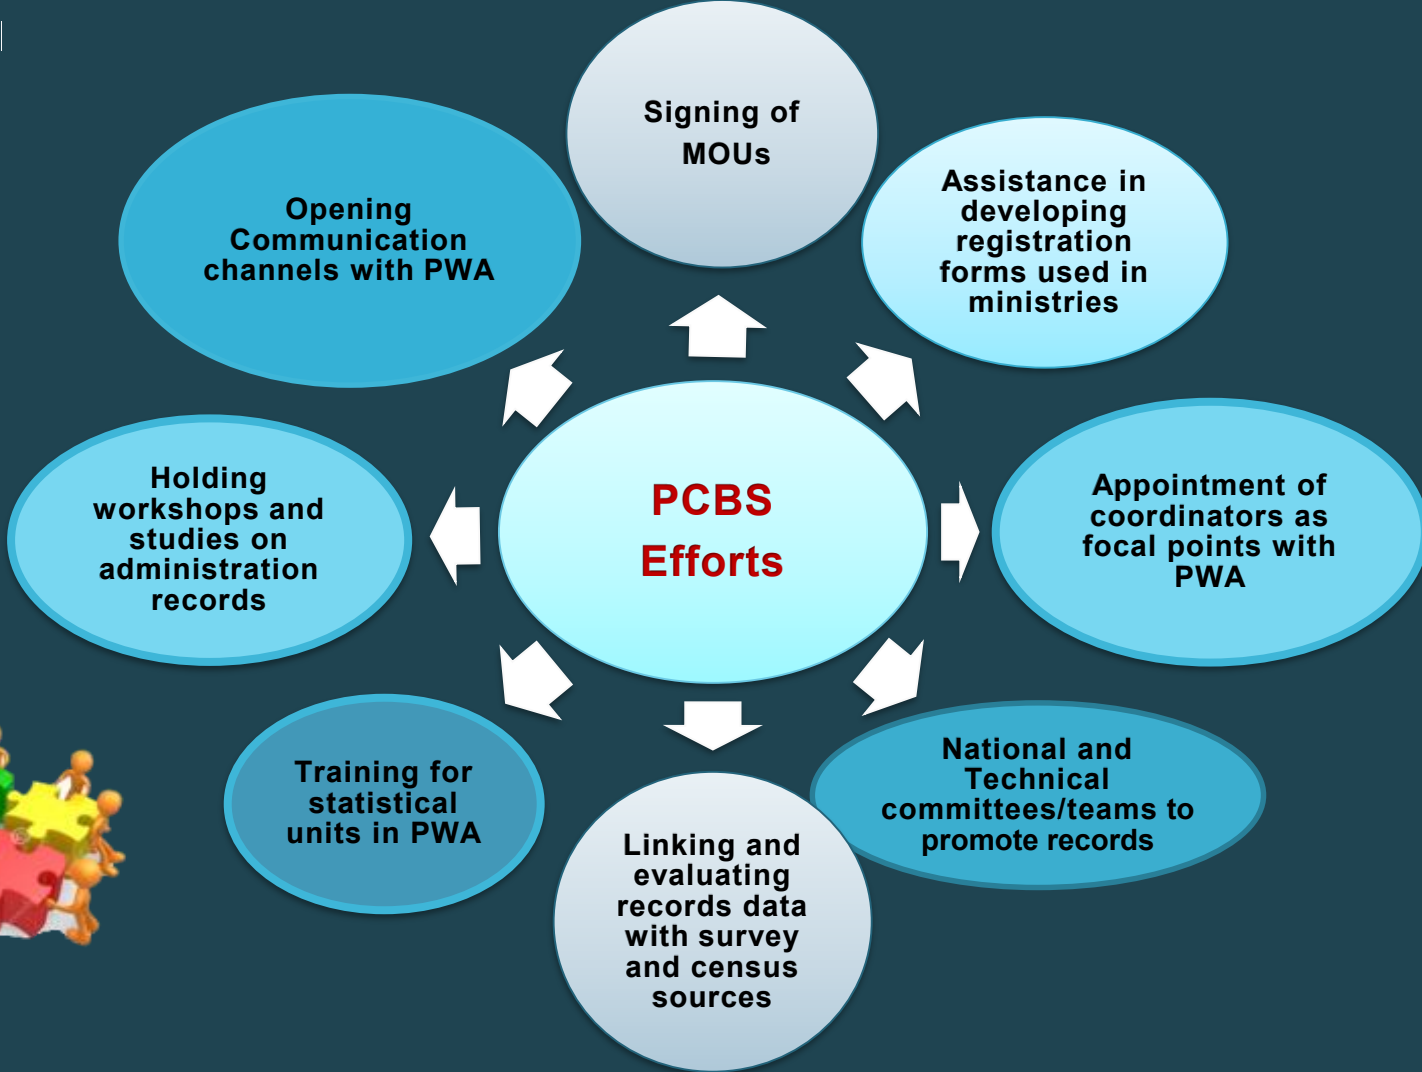 Signing of
MOUs
Assistance in
developing
registration
forms used in
ministries
Opening
Communication
channels with PWA
PCBS
Efforts
Holding
workshops and
studies on
administration
records
Appointment of
coordinators as
focal points with
PWA
Training for
statistical
units in PWA
National and
Technical
committees/teams to
promote records
Linking and
evaluating
records data
with survey
and census
sources